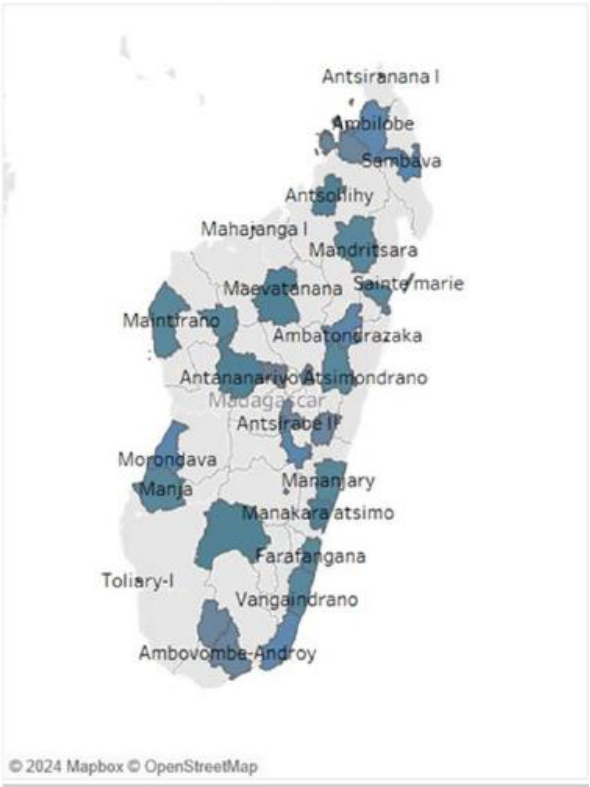 Antsiranana I
Ambilobe
Sambava
Antsohihy
Mahajanga I
Mandritsara
Maevatanana
Sainte/marie
Maintirano
Ambatondrazaka
Antananarivo Atsimondrano
Madagascar
Antsirabe II
Morondava
Mananjary
Manja
Manakara atsimo
Farafangana
Toliary-I
Vangaindrano
Ambovombe-Androy
© 2024 Mapbox © OpenStreetMap